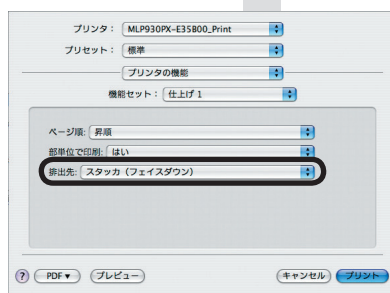 プリンタ： MLP930PX-E35B00_Print
プリセット： 標準
プリンタの機能
機能セット： 仕上げ 1
ページ順: 昇順
部単位で印刷: はい
排出先: スタッカ（フェイスダウン）
? PDF▼ プレビュー キャンセル プリント